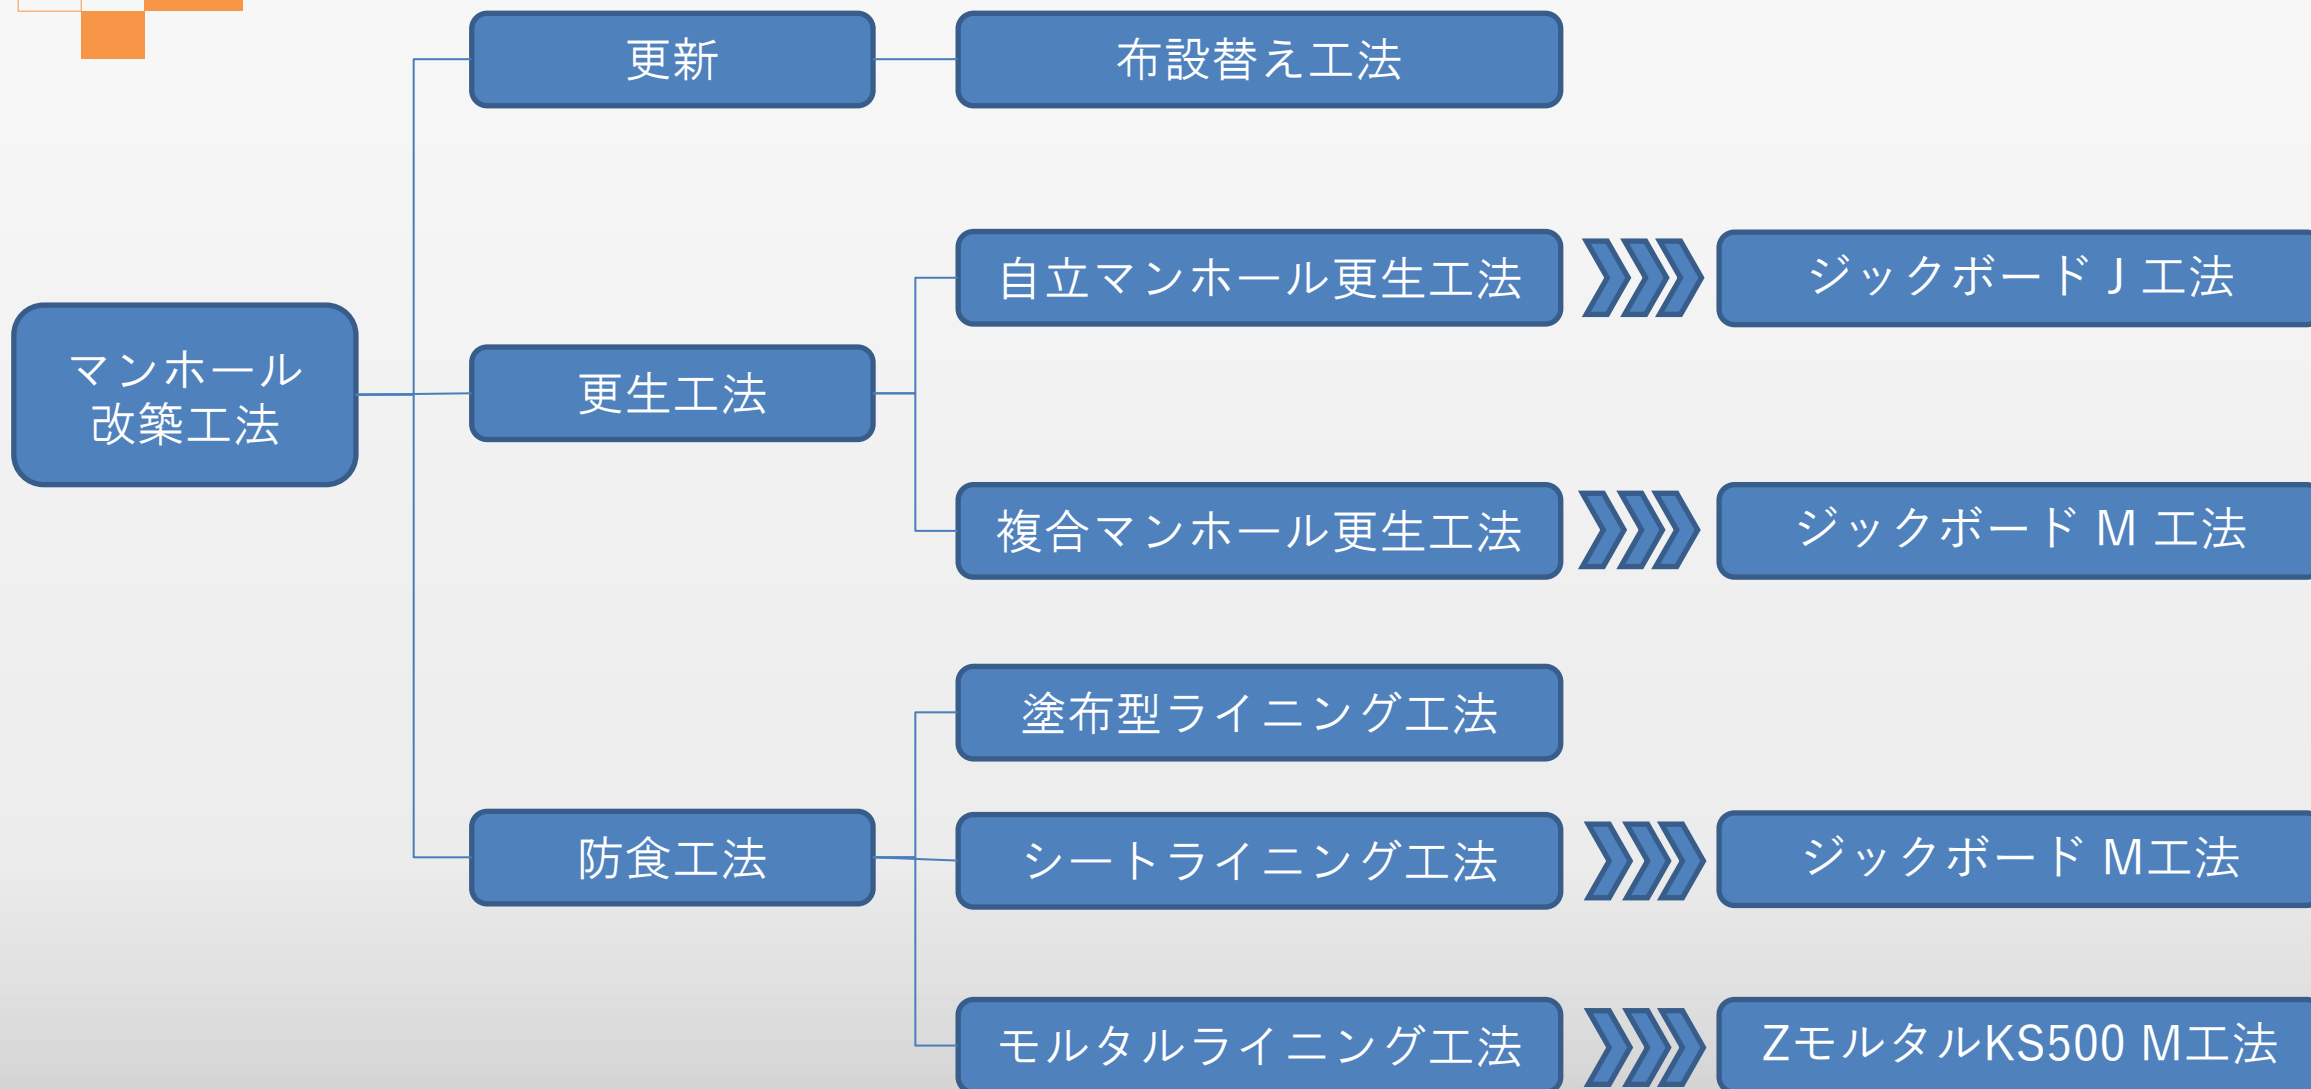 更新
布設替え工法
自立マンホール更生工法
ジックボード J 工法
マンホール
改築工法
更生工法
複合マンホール更生工法
ジックボード M 工法
塗布型ライニング工法
防食工法
シートライニング工法
ジックボード M工法
モルタルライニング工法
ZモルタルKS500 M工法